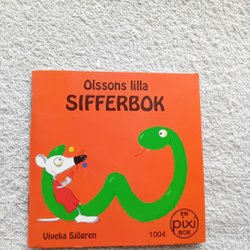 Olssons lilla
SIFFERBOK
Viveka Sjögren
1004
EN
pixi
BOK